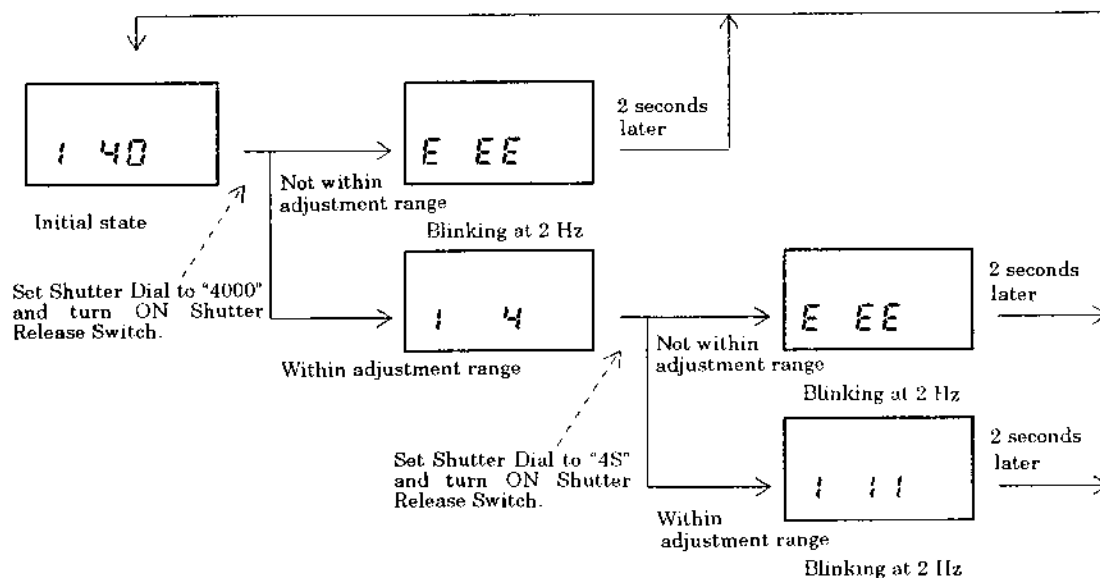 1 40
Initial state
Set Shutter Dial to "4000"
and turn ON Shutter
Release Switch.
E EE
Not within
adjustment range
Blinking at 2 Hz
2 seconds
later
1 4
Within adjustment range
Set Shutter Dial to "4S"
and turn ON Shutter
Release Switch.
E EE
Not within
adjustment range
Blinking at 2 Hz
2 seconds
later
1 11
Within
adjustment range
Blinking at 2 Hz
2 seconds
later